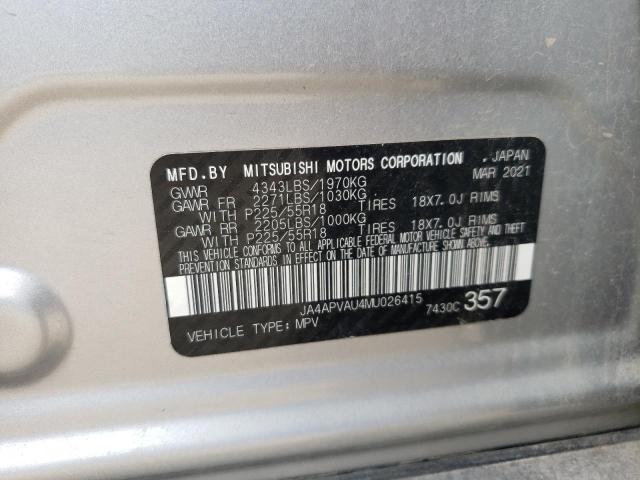 MFD.BY MITSUBISHI MOTORS CORPORATION, JAPAN
GVWR 4343LBS/1970KG MAR 2021
GAWR FR 2271LBS/1030KG
WITH P225/55R18 TIRES 18X7.0J RIMS
GAWR RR 2205LBS/1000KG
WITH P225/55R18 TIRES 18X7.0J RIMS
THIS VEHICLE CONFORMS TO ALL APPLICABLE FEDERAL MOTOR VEHICLE SAFETY AND THEFT
PREVENTION STANDARDS IN EFFECT ON THE DATE OF MANUFACTURE SHOWN ABOVE.
JA4APVAU4MU026415
7430C 357
VEHICLE TYPE: MPV